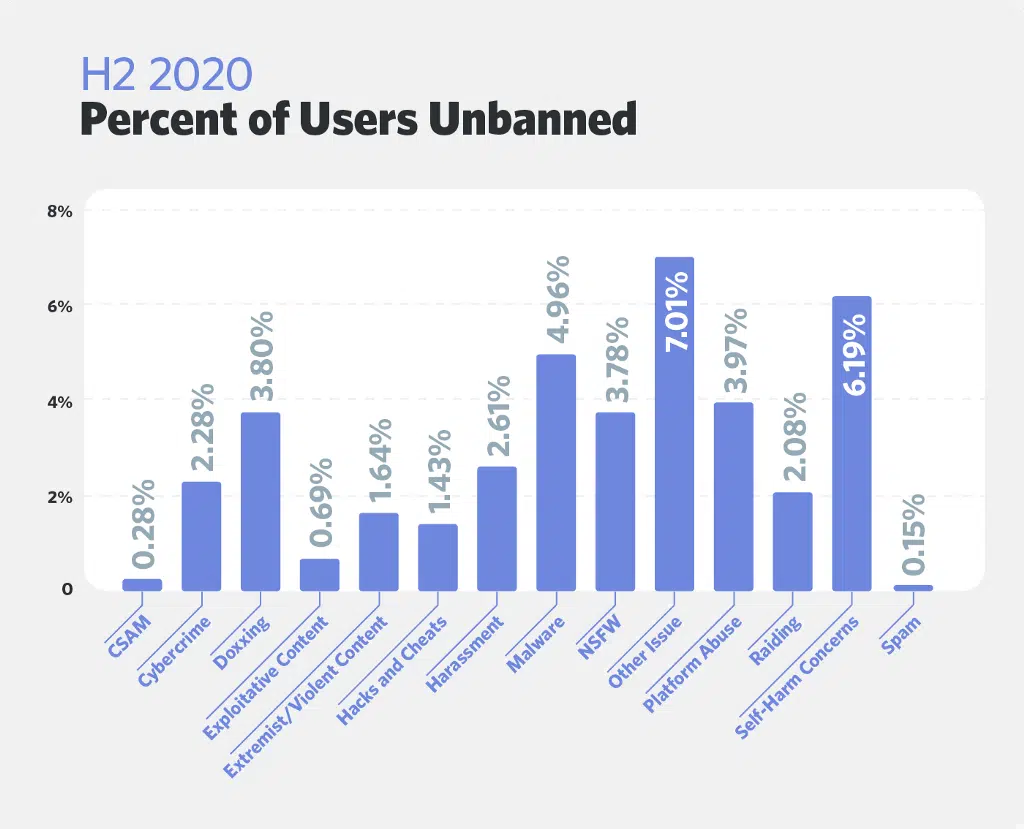 H2 2020
Percent of Users Unbanned
8%
6%
4%
2%
0
0.28%
2.28%
3.80%
0.69%
1.64%
1.43%
2.61%
4.96%
3.78%
7.01%
3.97%
2.08%
6.19%
0.15%
CSAM
Cybercrime
Doxxing
Exploitative Content
Extremist/Violent Content
Hacks and Cheats
Harassment
Malware
NSFW
Other Issue
Platform Abuse
Raiding
Self-Harm Concerns
Spam